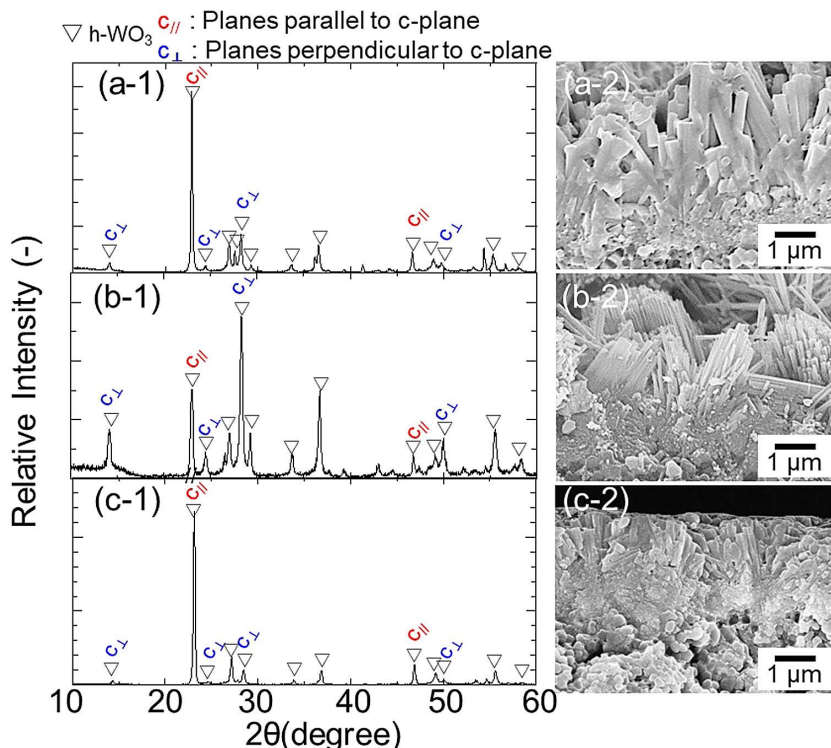 ▽ h-WO₃
c// : Planes parallel to c-plane
c⊥ : Planes perpendicular to c-plane
(a-1)
c//
c⊥
c⊥
c⊥
c//
c⊥
(a-2)
1 µm
(b-1)
c⊥
c//
c⊥
c⊥
c//
c⊥
(b-2)
1 µm
(c-1)
c//
c⊥
c⊥
c⊥
c//
c⊥
(c-2)
1 µm
Relative Intensity (-)
10 20 30 40 50 60
2θ(degree)